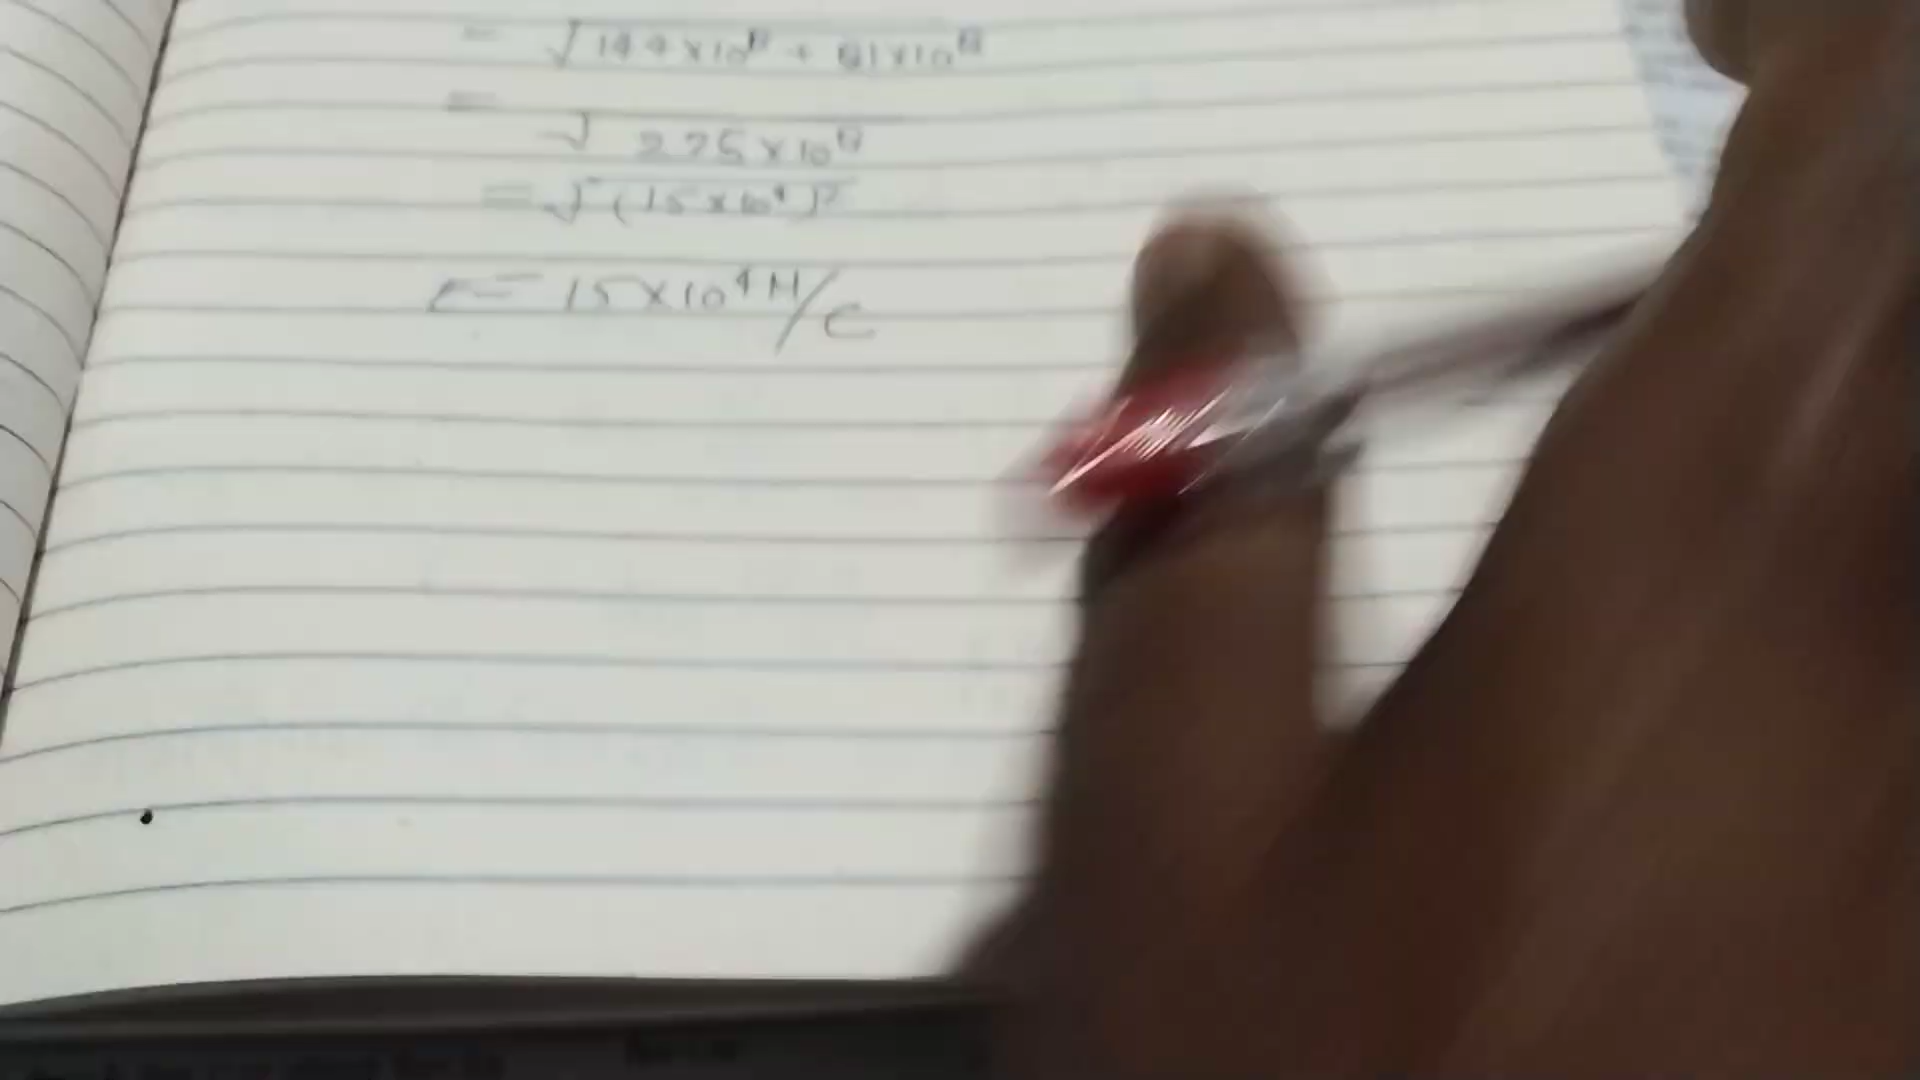 = √144×10⁸ + 81×10⁸
= √225×10⁸
= √(15×10⁴)²
E = 15×10⁴ N/C